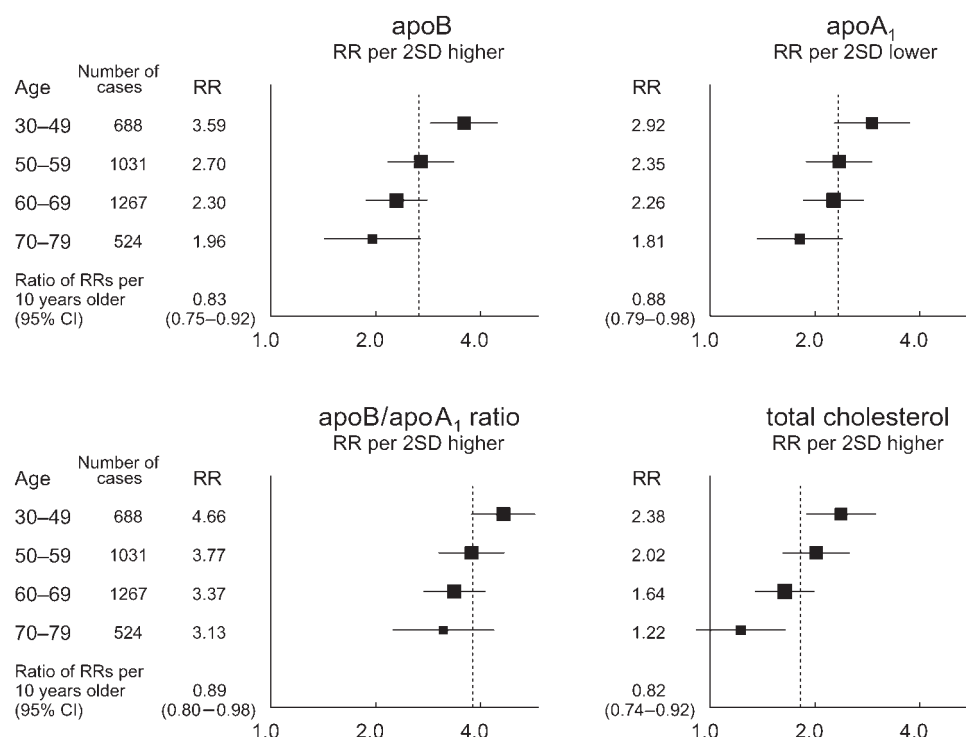 apoB
RR per 2SD higher
Age Number of cases RR
30–49 688 3.59
50–59 1031 2.70
60–69 1267 2.30
70–79 524 1.96
Ratio of RRs per
10 years older 0.83
(95% CI) (0.75–0.92)
1.0 2.0 4.0
apoA1
RR per 2SD lower
RR
2.92
2.35
2.26
1.81
0.88
(0.79–0.98)
1.0 2.0 4.0
apoB/apoA1 ratio
RR per 2SD higher
Age Number of cases RR
30–49 688 4.66
50–59 1031 3.77
60–69 1267 3.37
70–79 524 3.13
Ratio of RRs per
10 years older 0.89
(95% CI) (0.80–0.98)
1.0 2.0 4.0
total cholesterol
RR per 2SD higher
RR
2.38
2.02
1.64
1.22
0.82
(0.74–0.92)
1.0 2.0 4.0